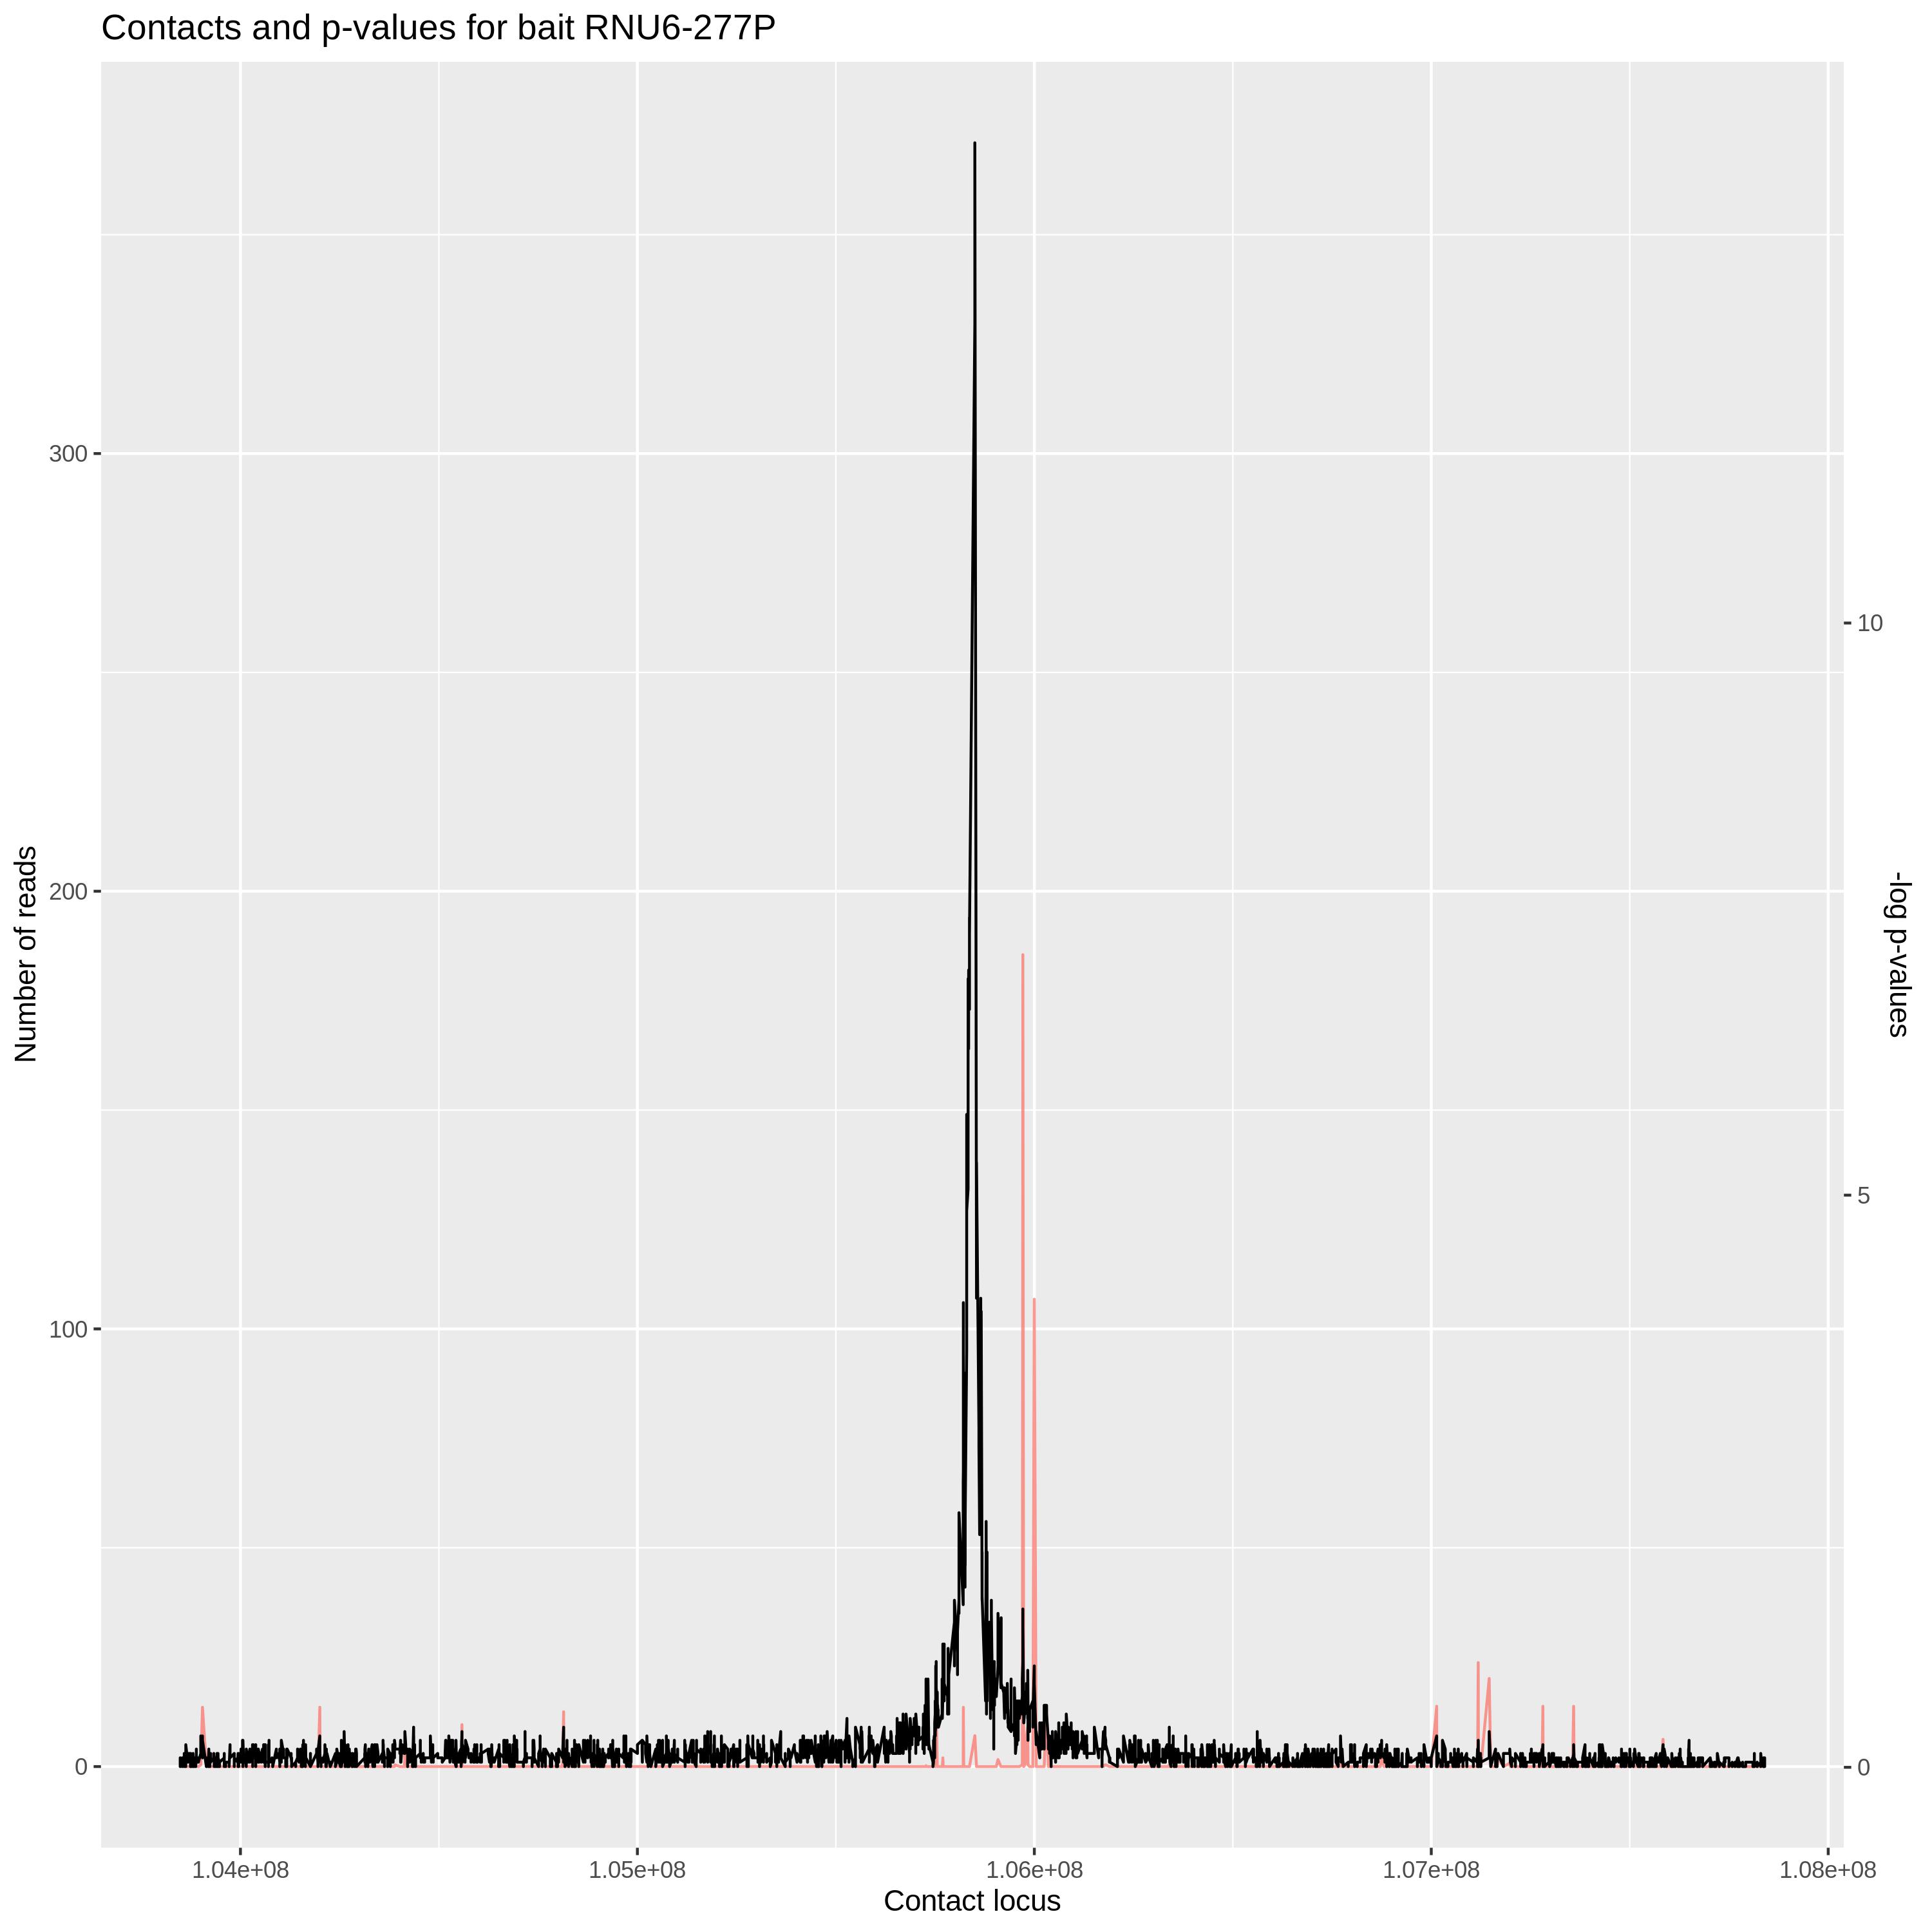 Contacts and p-values for bait RNU6-277P
Number of reads
300
200
100
0
10
5
0
-log p-values
1.04e+08 1.05e+08 1.06e+08 1.07e+08 1.08e+08
Contact locus